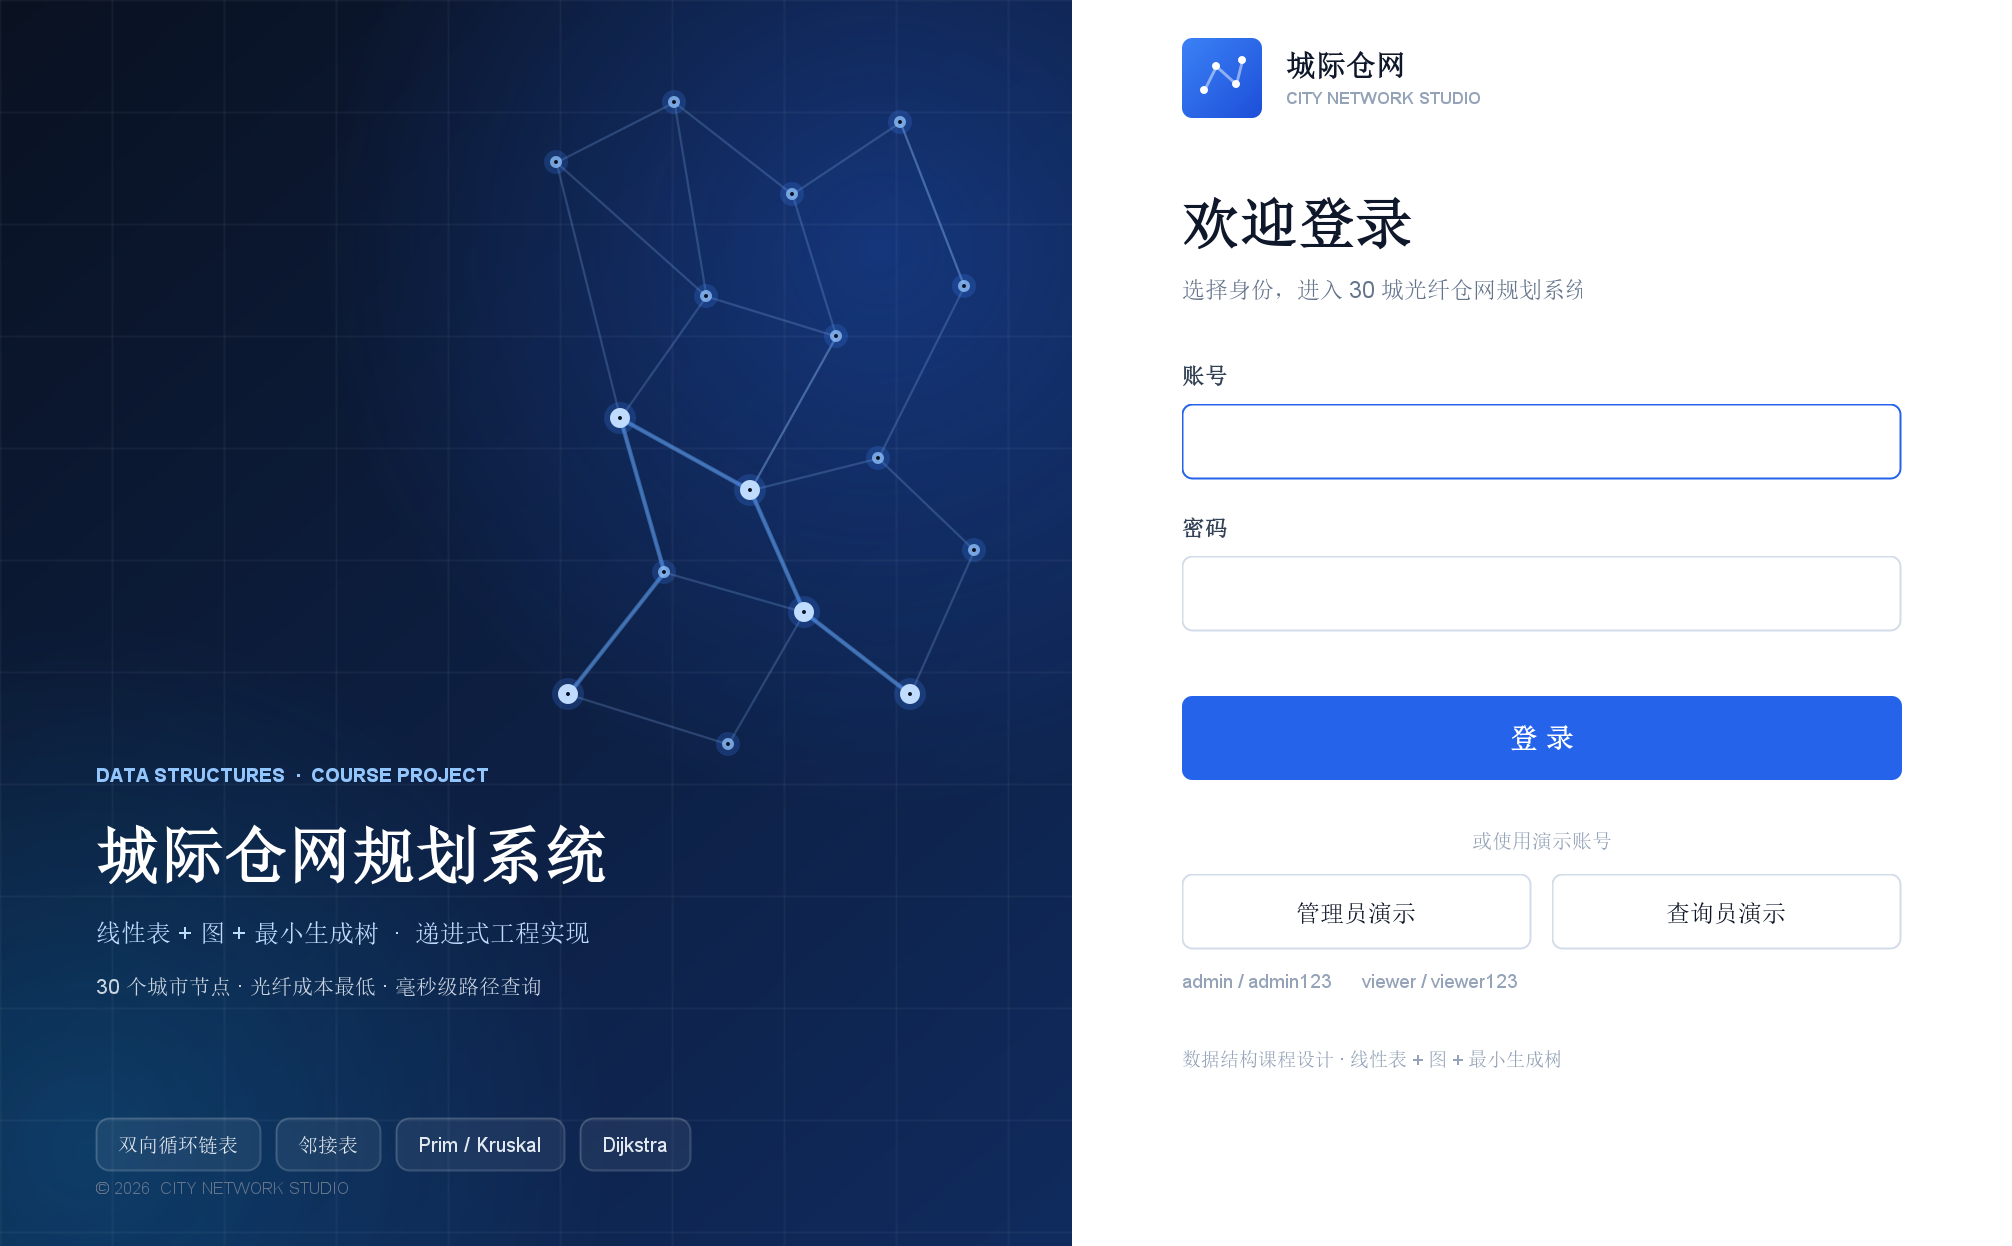 DATA STRUCTURES · COURSE PROJECT
城际仓网规划系统
线性表 + 图 + 最小生成树 · 递进式工程实现
30 个城市节点 · 光纤成本最低 · 毫秒级路径查询
双向循环链表
邻接表
Prim / Kruskal
Dijkstra
© 2026 CITY NETWORK STUDIO
城际仓网
CITY NETWORK STUDIO
欢迎登录
选择身份，进入 30 城光纤仓网规划系统
账号
密码
登 录
或使用演示账号
管理员演示
查询员演示
admin / admin123 viewer / viewer123
数据结构课程设计 · 线性表 + 图 + 最小生成树